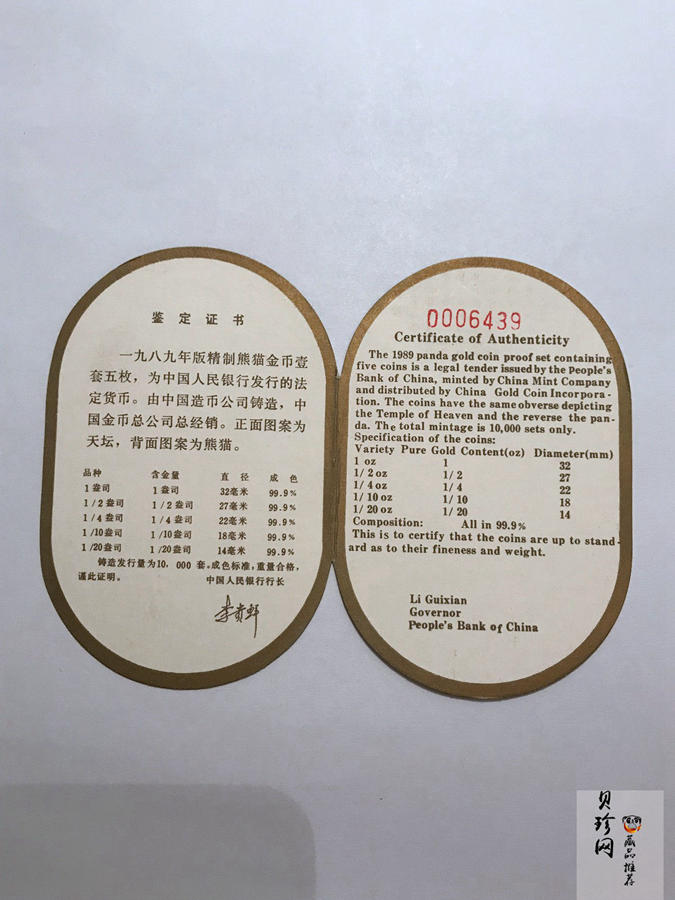 鉴定证书
一九八九年版精制熊猫金币壹
套五枚，为中国人民银行发行的法
定货币。由中国造币公司铸造，中
国金币总公司总经销。正面图案为
天坛，背面图案为熊猫。
品种 含金量 直径 成色
1盎司 1盎司 32毫米 99.9%
1/2盎司 1/2盎司 27毫米 99.9%
1/4盎司 1/4盎司 22毫米 99.9%
1/10盎司 1/10盎司 18毫米 99.9%
1/20盎司 1/20盎司 14毫米 99.9%
铸造发行量为10，000套。成色标准，重量合格，
谨此证明。 中国人民银行行长
李贵鲜
0006439
Certificate of Authenticity
The 1989 panda gold coin proof set containing
five coins is a legal tender issued by the People's
Bank of China, minted by China Mint Company
and distributed by China Gold Coin Incorpora-
tion. The coins have the same obverse depicting
the Temple of Heaven and the reverse the pan-
da. The total mintage is 10,000 sets only.
Specification of the coins:
Variety Pure Gold Content(oz) Diameter(mm)
1 oz 1 32
1/2 oz 1/2 27
1/4 oz 1/4 22
1/10 oz 1/10 18
1/20 oz 1/20 14
Composition: All in 99.9%
This is to certify that the coins are up to stand-
ard as to their fineness and weight.
Li Guixian
Governor
People's Bank of China
贝珍网
藏品推荐